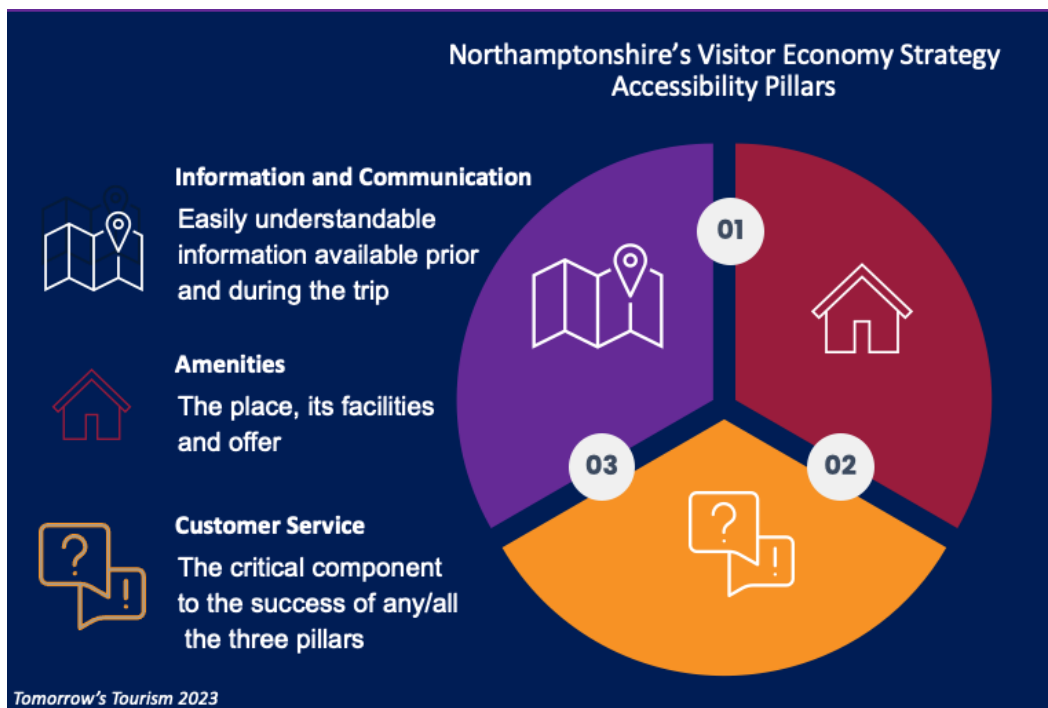 Northamptonshire's Visitor Economy Strategy
Accessibility Pillars
Information and Communication
Easily understandable
information available prior
and during the trip
Amenities
The place, its facilities
and offer
Customer Service
The critical component
to the success of any/all
the three pillars
01
02
03
?
!
?
!
Tomorrow's Tourism 2023